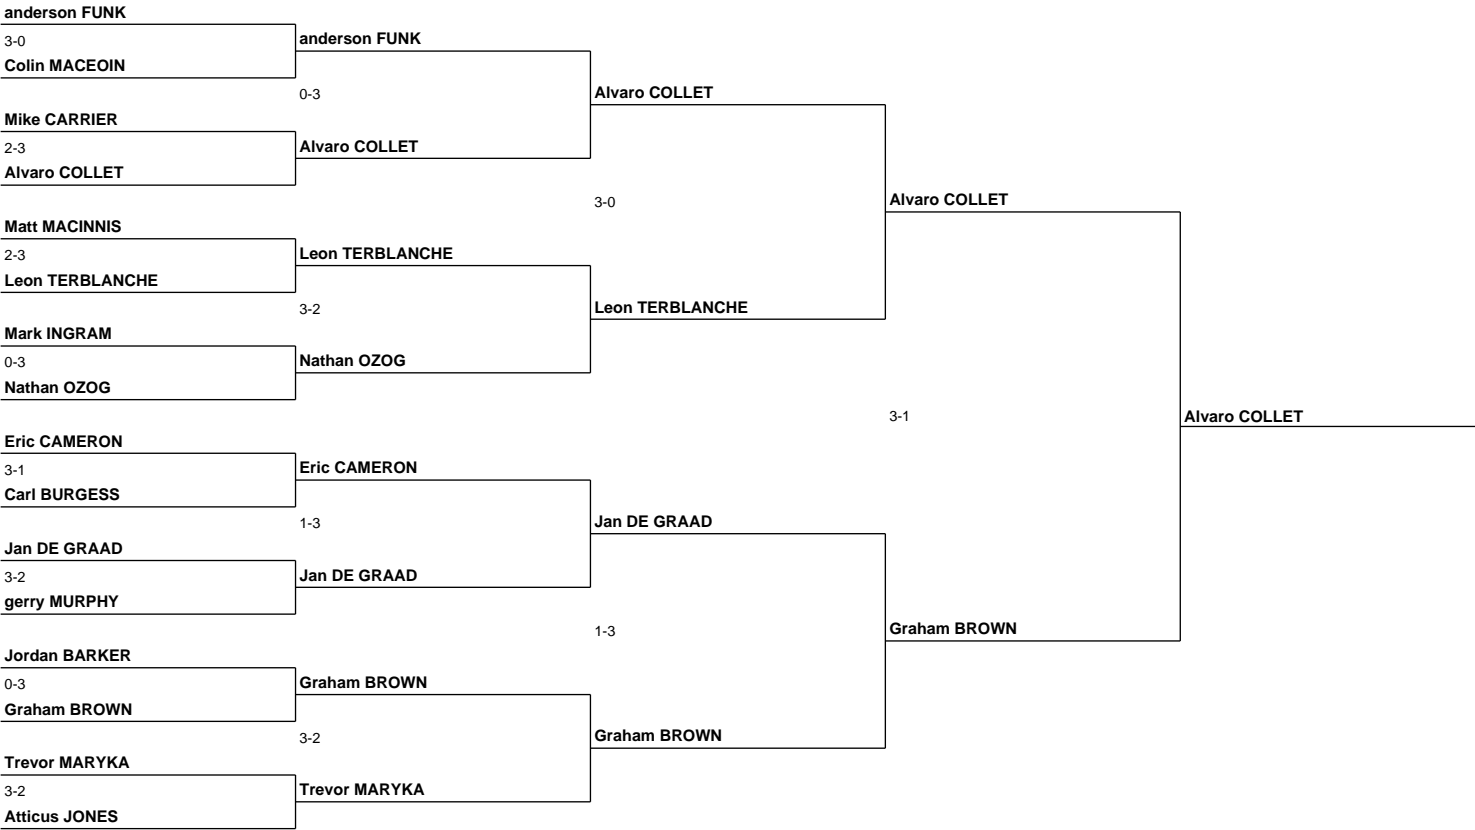 anderson FUNK
3-0
Colin MACEOIN
Mike CARRIER
2-3
Alvaro COLLET
Matt MACINNIS
2-3
Leon TERBLANCHE
Mark INGRAM
0-3
Nathan OZOG
Eric CAMERON
3-1
Carl BURGESS
Jan DE GRAAD
3-2
gerry MURPHY
Jordan BARKER
0-3
Graham BROWN
Trevor MARYKA
3-2
Atticus JONES
anderson FUNK
0-3
Alvaro COLLET
Leon TERBLANCHE
3-2
Nathan OZOG
Eric CAMERON
1-3
Jan DE GRAAD
Graham BROWN
3-2
Trevor MARYKA
Alvaro COLLET
3-0
Leon TERBLANCHE
Jan DE GRAAD
1-3
Graham BROWN
Alvaro COLLET
3-1
Graham BROWN
Alvaro COLLET